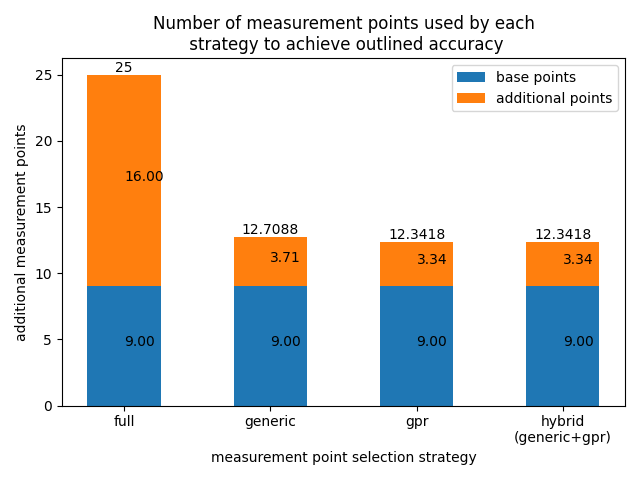 Number of measurement points used by each
strategy to achieve outlined accuracy
base points
additional points
additional measurement points
25
20
15
10
5
0
25
16.00
9.00
12.7088
3.71
9.00
12.3418
3.34
9.00
12.3418
3.34
9.00
full
generic
gpr
hybrid
(generic+gpr)
measurement point selection strategy